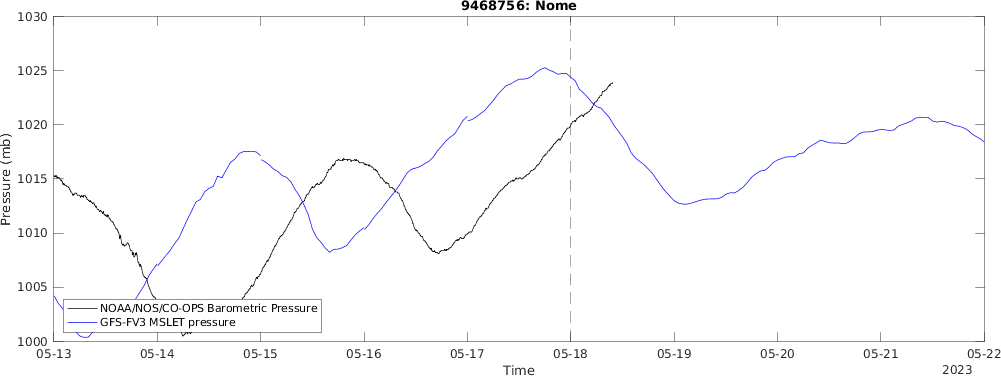 9468756: Nome
Pressure (mb)
1030
1025
1020
1015
1010
1005
1000
NOAA/NOS/CO-OPS Barometric Pressure
GFS-FV3 MSLET pressure
05-13 05-14 05-15 05-16 05-17 05-18 05-19 05-20 05-21 05-22
Time
2023